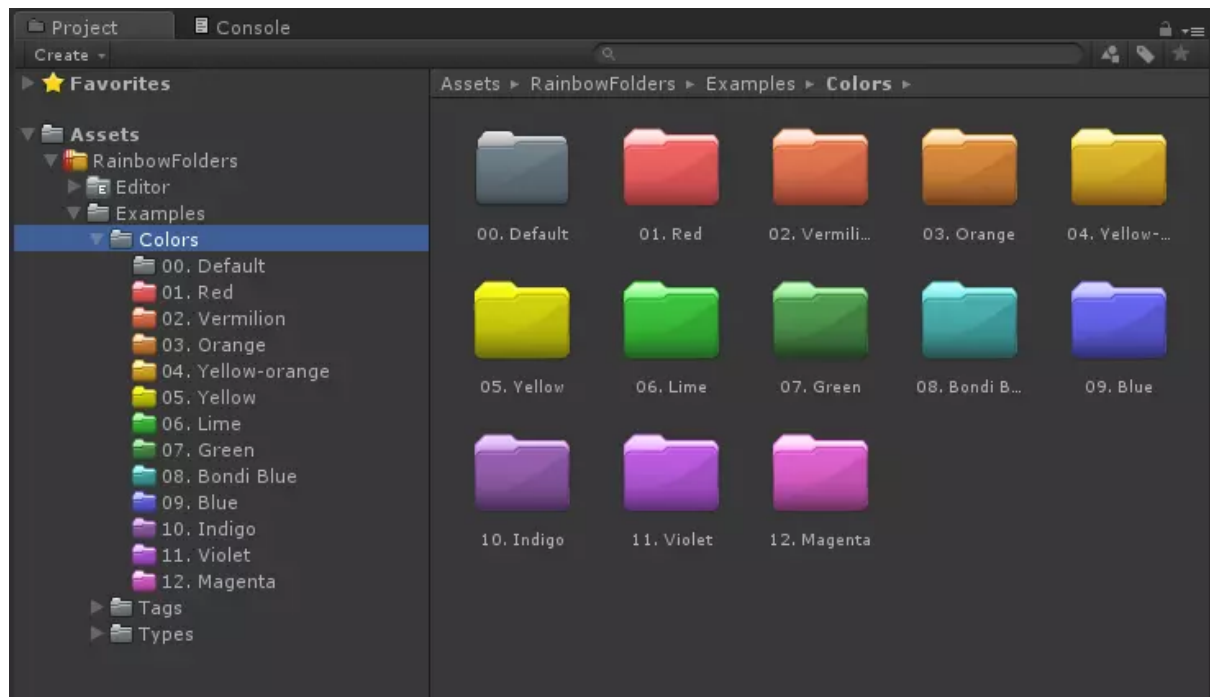 Project
Console
Create
Favorites
Assets
RainbowFolders
E
Editor
Examples
Colors
00. Default
01. Red
02. Vermilion
03. Orange
04. Yellow-orange
05. Yellow
06. Lime
07. Green
08. Bondi Blue
09. Blue
10. Indigo
11. Violet
12. Magenta
Tags
Types
Assets ▸ RainbowFolders ▸ Examples ▸ Colors ▸
00. Default 01. Red 02. Vermili... 03. Orange 04. Yellow-...
05. Yellow 06. Lime 07. Green 08. Bondi B... 09. Blue
10. Indigo 11. Violet 12. Magenta